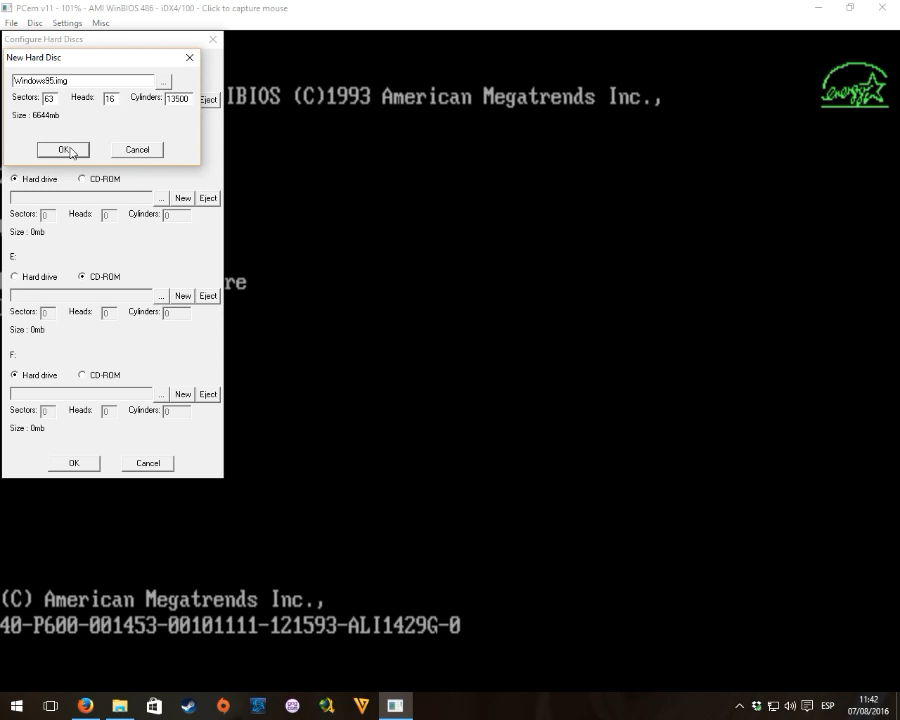 PCem v11 - 101% - AMI WinBIOS 486 - iDX4/100 - Click to capture mouse
File Disc Settings Misc
Configure Hard Discs
New Hard Disc
Windows95.img ...
Sectors: 63 Heads: 16 Cylinders: 13500 Eject
Size : 6644mb
OK Cancel
IBIOS (C)1993 American Megatrends Inc.,
energy
Hard drive CD-ROM
... New Eject
Sectors: 0 Heads: 0 Cylinders: 0
Size : 0mb
E:
Hard drive CD-ROM
re
... New Eject
Sectors: 0 Heads: 0 Cylinders: 0
Size : 0mb
F:
Hard drive CD-ROM
... New Eject
Sectors: 0 Heads: 0 Cylinders: 0
Size : 0mb
OK Cancel
(C) American Megatrends Inc.,
40-P600-001453-00101111-121593-ALI1429G-0
ESP
11:42
07/08/2016